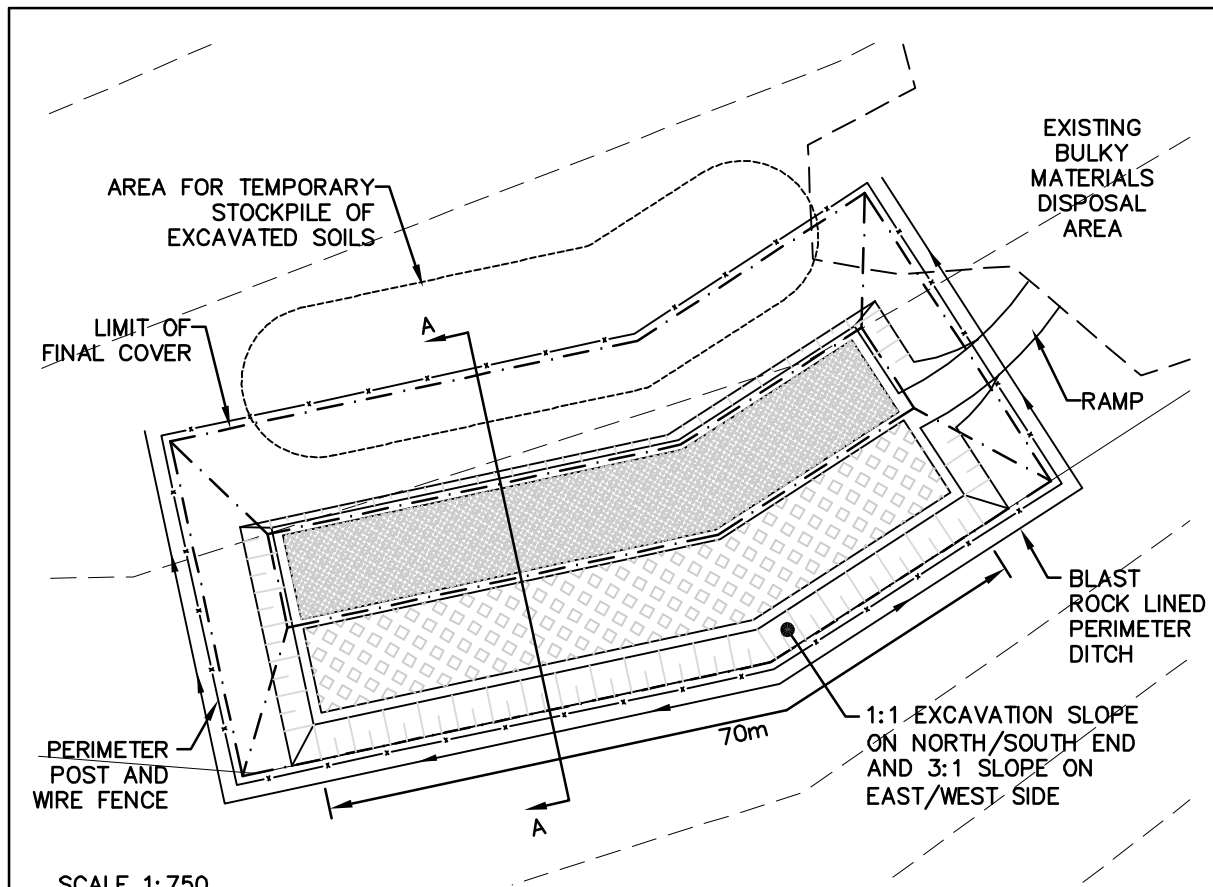 EXISTING
BULKY
MATERIALS
DISPOSAL
AREA
AREA FOR TEMPORARY
STOCKPILE OF
EXCAVATED SOILS
LIMIT OF
FINAL COVER
A
RAMP
BLAST
ROCK LINED
PERIMETER
DITCH
1:1 EXCAVATION SLOPE
ON NORTH/SOUTH END
AND 3:1 SLOPE ON
EAST/WEST SIDE
70m
PERIMETER
POST AND
WIRE FENCE
A
SCALE 1:750